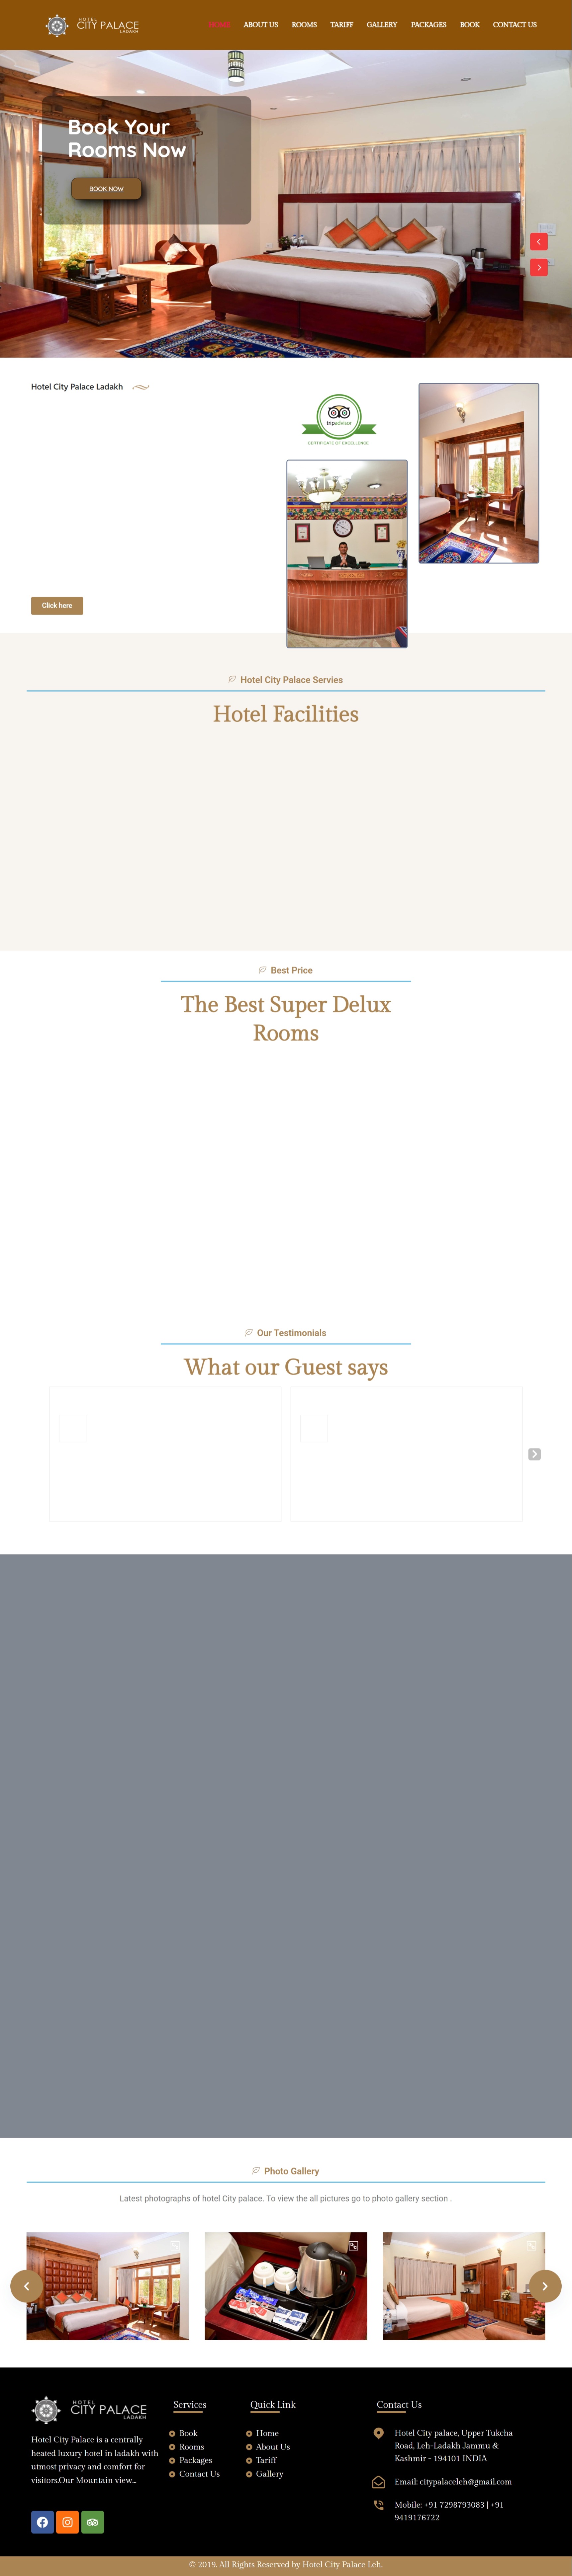 HOTEL
CITY PALACE
LADAKH
HOME
ABOUT US
ROOMS
TARIFF
GALLERY
PACKAGES
BOOK
CONTACT US
Book Your
Rooms Now
BOOK NOW
Hotel City Palace Ladakh
tripadvisor
CERTIFICATE of EXCELLENCE
Click here
Hotel City Palace Servies
Hotel Facilities
Best Price
The Best Super Delux
Rooms
Our Testimonials
What our Guest says
Photo Gallery
Latest photographs of hotel City palace. To view the all pictures go to photo gallery section .
HOTEL
CITY PALACE
LADAKH
Hotel City Palace is a centrally
heated luxury hotel in ladakh with
utmost privacy and comfort for
visitors.Our Mountain view...
Services
Book
Rooms
Packages
Contact Us
Quick Link
Home
About Us
Tariff
Gallery
Contact Us
Hotel City palace, Upper Tukcha
Road, Leh-Ladakh Jammu &
Kashmir - 194101 INDIA
Email: citypalaceleh@gmail.com
Mobile: +91 7298793083 | +91
9419176722
© 2019. All Rights Reserved by Hotel City Palace Leh.